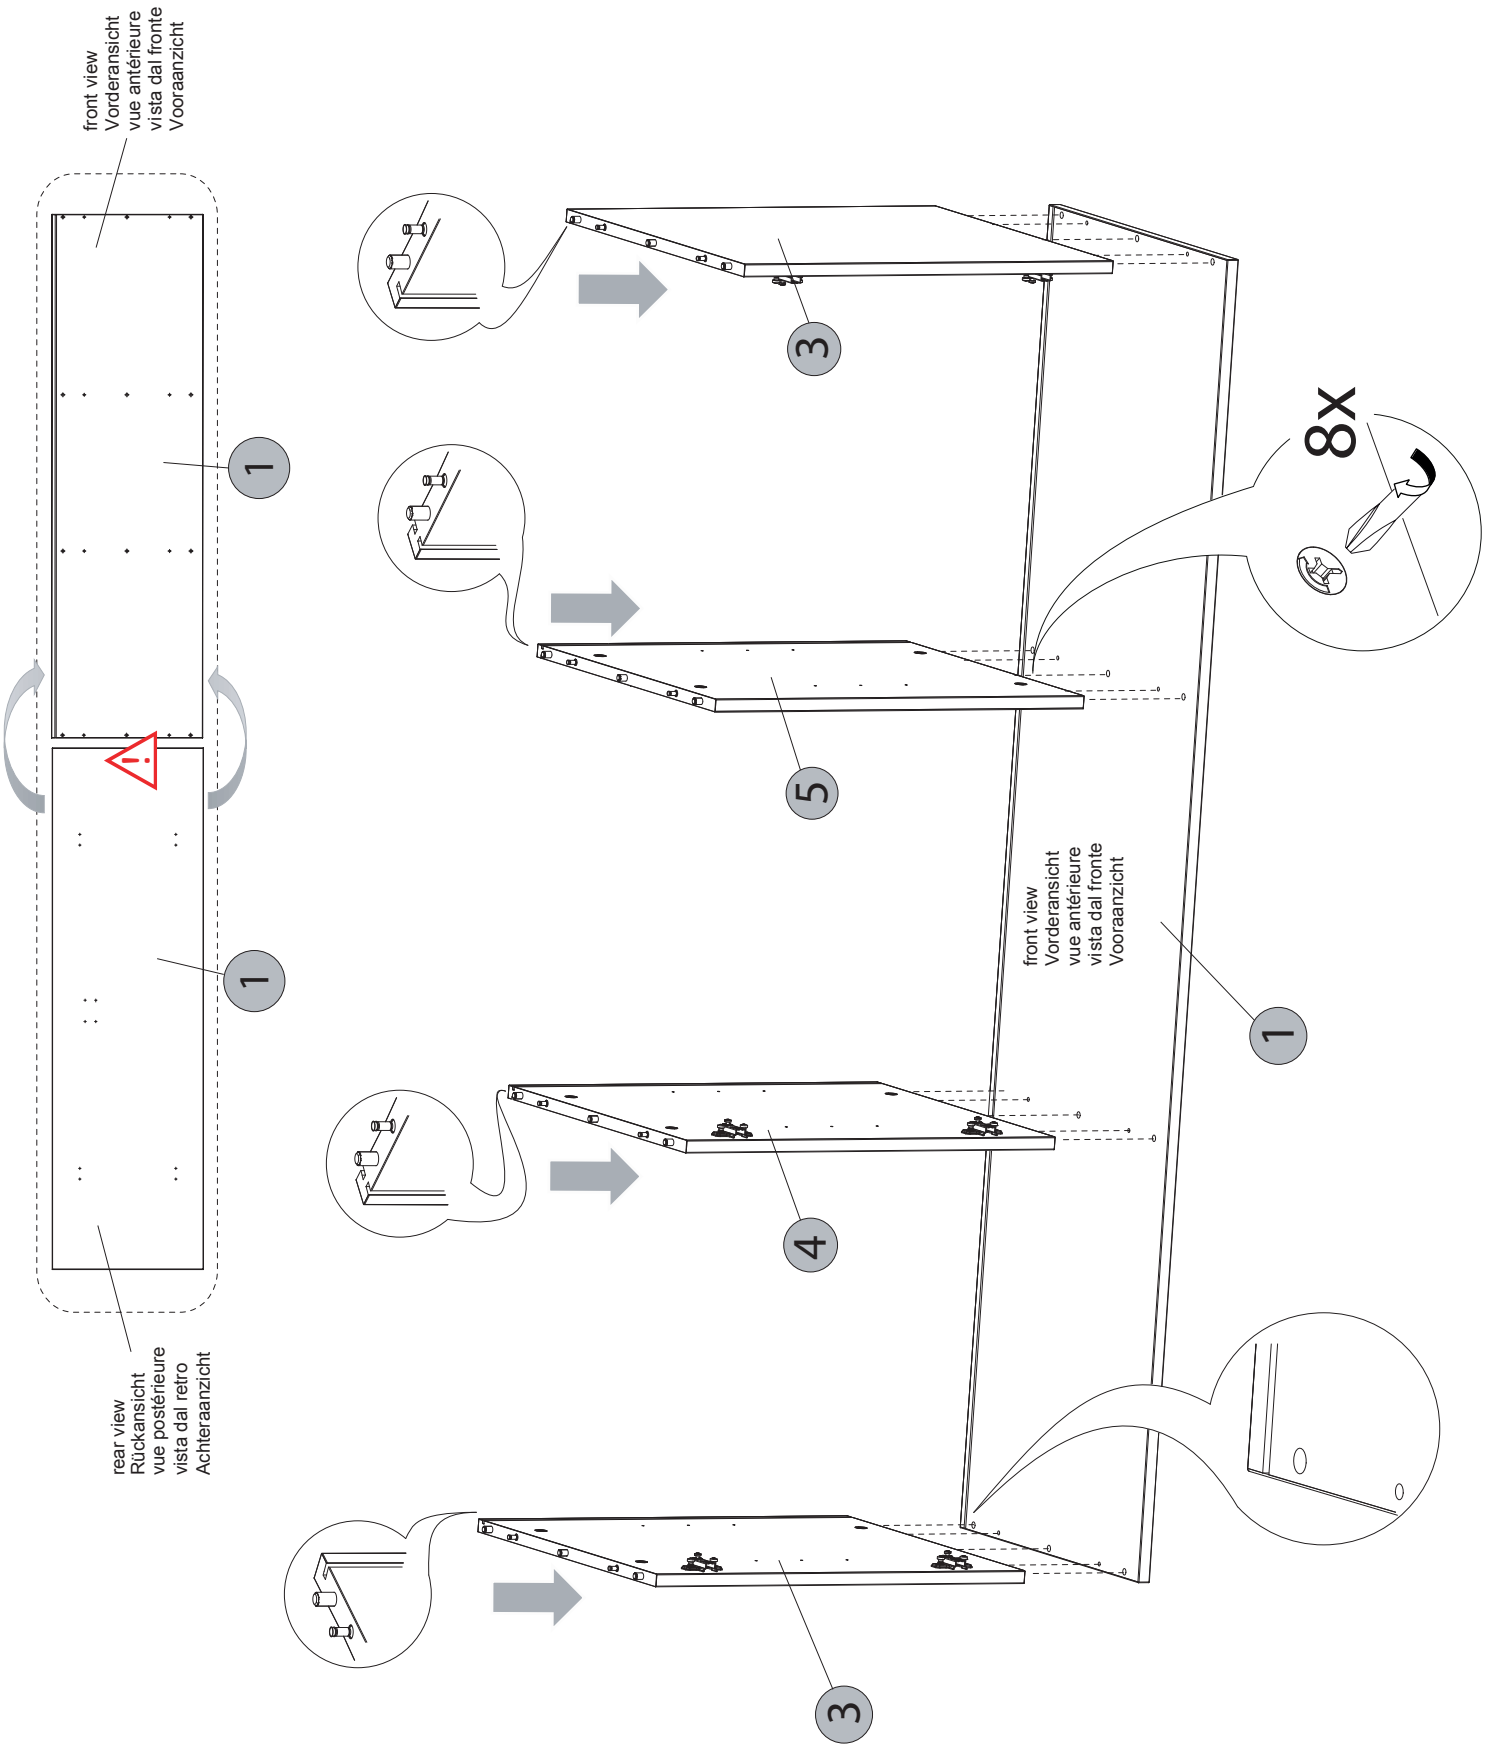 rear view
Rückansicht
vue postérieure
vista dal retro
Achteraanzicht
front view
Vorderansicht
vue antérieure
vista dal fronte
Vooraanzicht
1
1
3
4
5
3
front view
Vorderansicht
vue antérieure
vista dal fronte
Vooraanzicht
1
8x